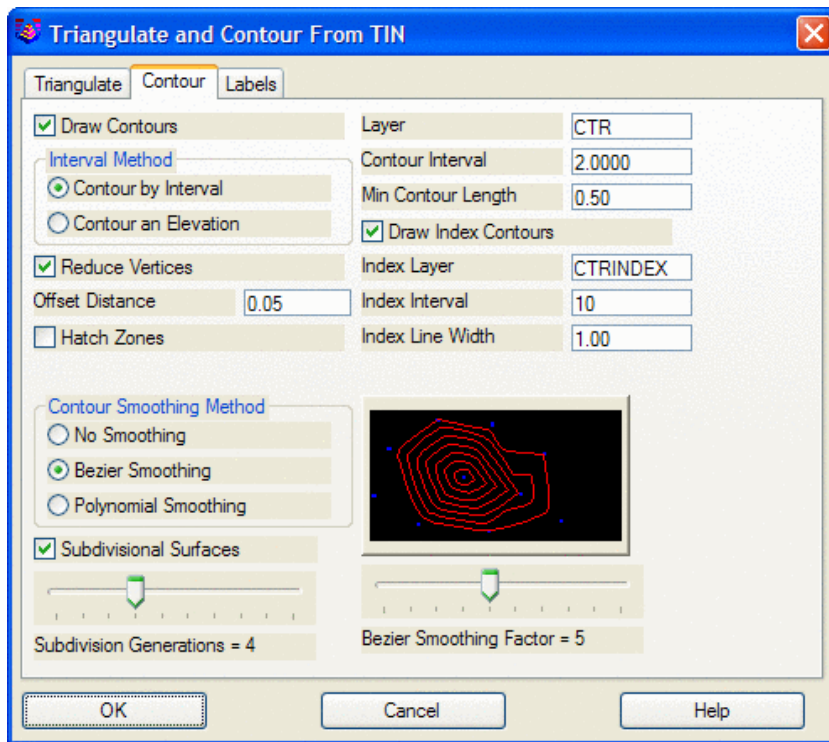 Triangulate and Contour From TIN
Triangulate Contour Labels
Draw Contours
Layer CTR
Interval Method
Contour by Interval
Contour an Elevation
Contour Interval 2.0000
Min Contour Length 0.50
Draw Index Contours
Reduce Vertices
Index Layer CTRINDEX
Offset Distance 0.05
Index Interval 10
Hatch Zones
Index Line Width 1.00
Contour Smoothing Method
No Smoothing
Bezier Smoothing
Polynomial Smoothing
Subdivisional Surfaces
Subdivision Generations = 4
Bezier Smoothing Factor = 5
OK Cancel Help